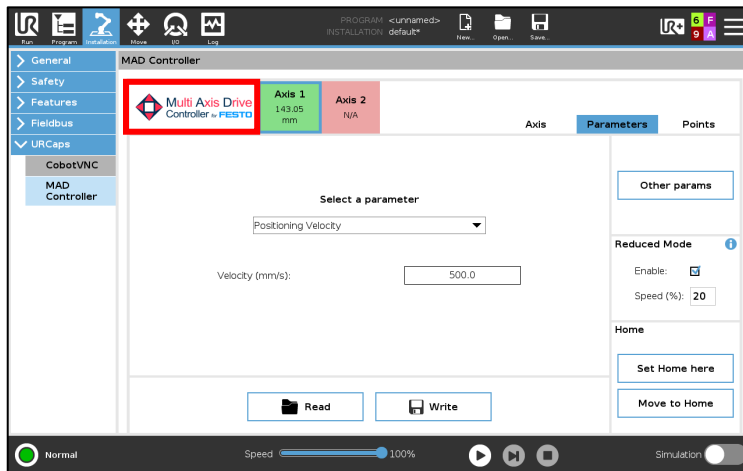 PROGRAM <unnamed>
INSTALLATION default*
Run
Program
Installation
Move
I/O
Log
New...
Open...
Save...
UR+
6 F
9 A
General
Safety
Features
Fieldbus
URCaps
CobotVNC
MAD
Controller
MAD Controller
Multi Axis Drive
Controller for FESTO
Axis 1
143.05
mm
Axis 2
N/A
Axis
Parameters
Points
Select a parameter
Positioning Velocity
Velocity (mm/s): 500.0
Read
Write
Other params
Reduced Mode
Enable:
Speed (%): 20
Home
Set Home here
Move to Home
Normal
Speed 100%
Simulation